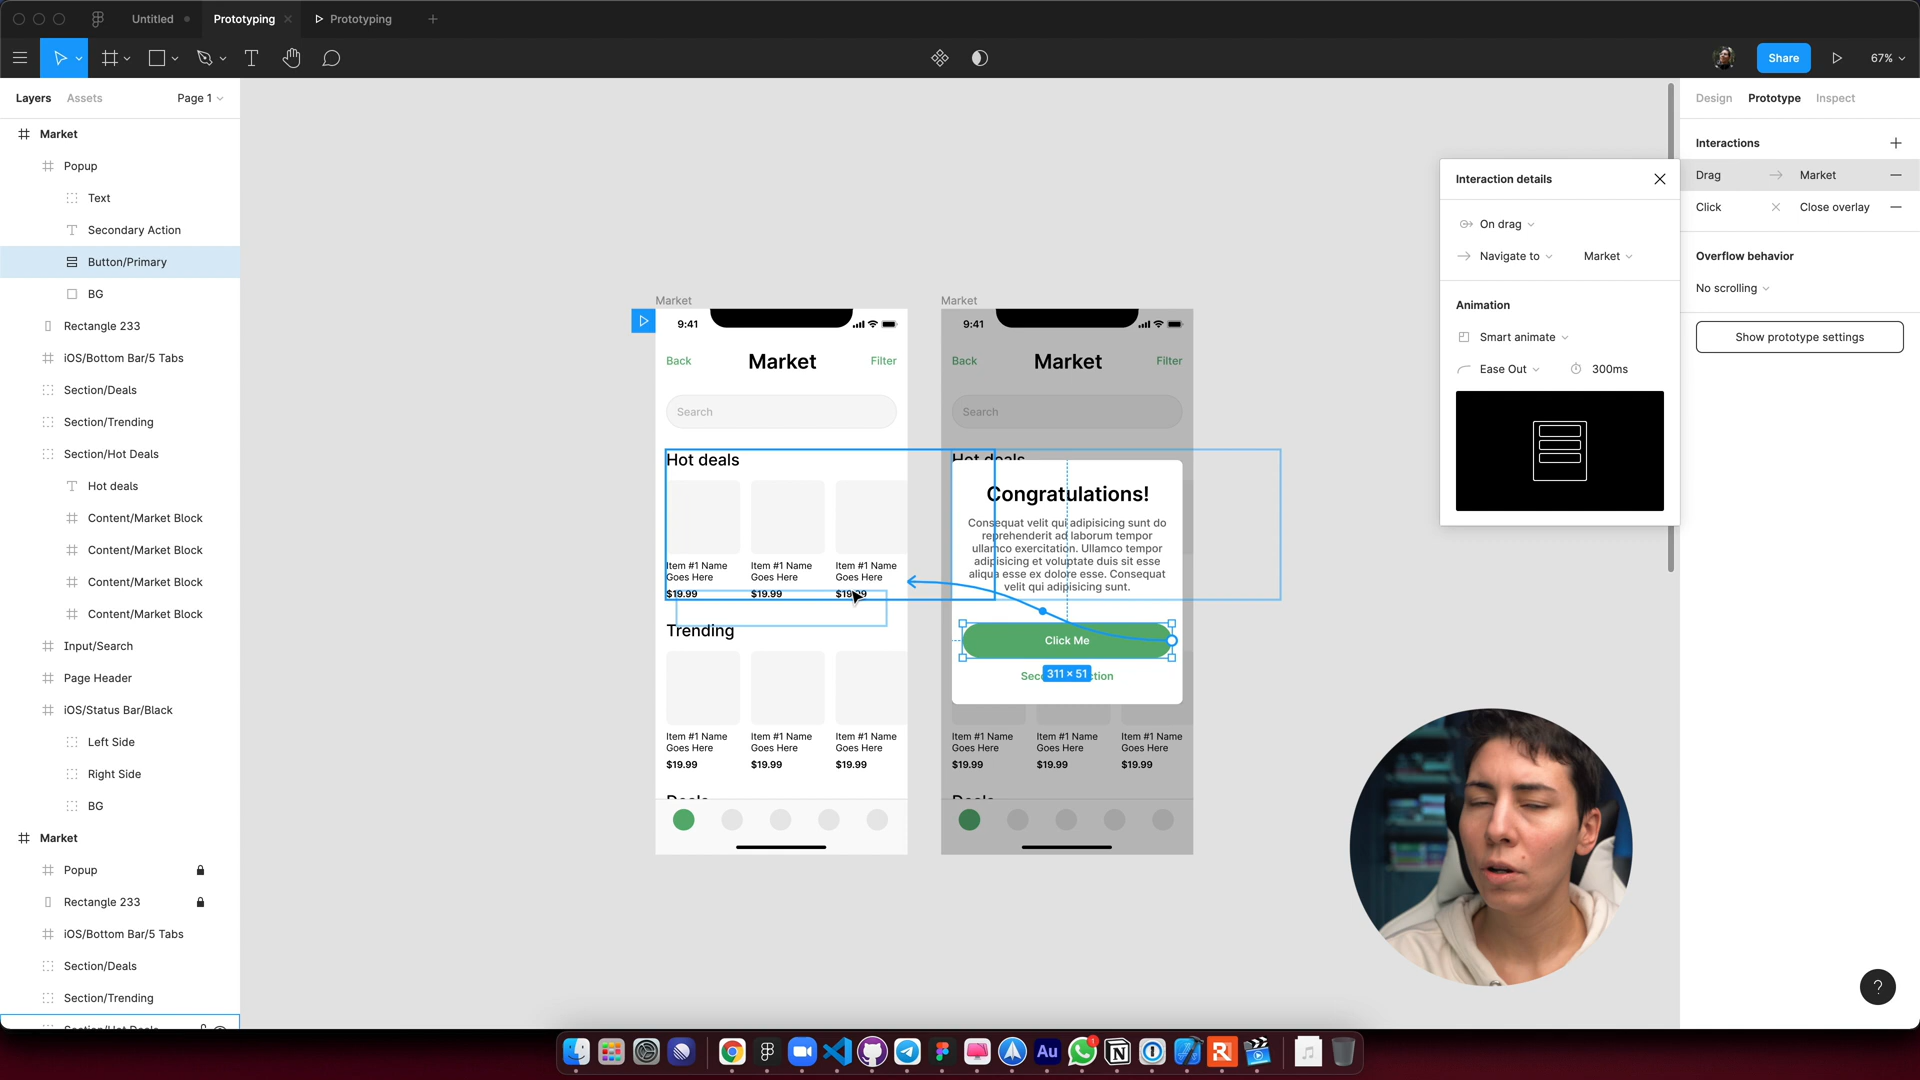 Untitled
Prototyping
Prototyping
Share
67%
Layers
Assets
Page 1
Market
Popup
Text
Secondary Action
Button/Primary
BG
Rectangle 233
iOS/Bottom Bar/5 Tabs
Section/Deals
Section/Trending
Section/Hot Deals
Hot deals
Content/Market Block
Content/Market Block
Content/Market Block
Content/Market Block
Input/Search
Page Header
iOS/Status Bar/Black
Left Side
Right Side
BG
Market
Popup
Rectangle 233
iOS/Bottom Bar/5 Tabs
Section/Deals
Section/Trending
Section/Hot Deals
Market
9:41
Back
Market
Filter
Search
Hot deals
Item #1 Name
Goes Here
$19.99
Item #1 Name
Goes Here
$19.99
Item #1 Name
Goes Here
$19.99
Trending
Item #1 Name
Goes Here
$19.99
Item #1 Name
Goes Here
$19.99
Item #1 Name
Goes Here
$19.99
Deals
Market
9:41
Back
Market
Filter
Search
Hot deals
Congratulations!
Consequat velit qui adipisicing sunt do
reprehenderit ad laborum tempor
ullamco exercitation. Ullamco tempor
adipisicing et voluptate duis sit esse
aliqua esse ex dolore esse. Consequat
velit qui adipisicing sunt.
Click Me
311 × 51
Item #1 Name
Goes Here
$19.99
Item #1 Name
Goes Here
$19.99
Item #1 Name
Goes Here
$19.99
Deals
Interaction details
On drag
Navigate to
Market
Animation
Smart animate
Ease Out
300ms
Design
Prototype
Inspect
Interactions
Drag
Market
Click
Close overlay
Overflow behavior
No scrolling
Show prototype settings
?
Au
1